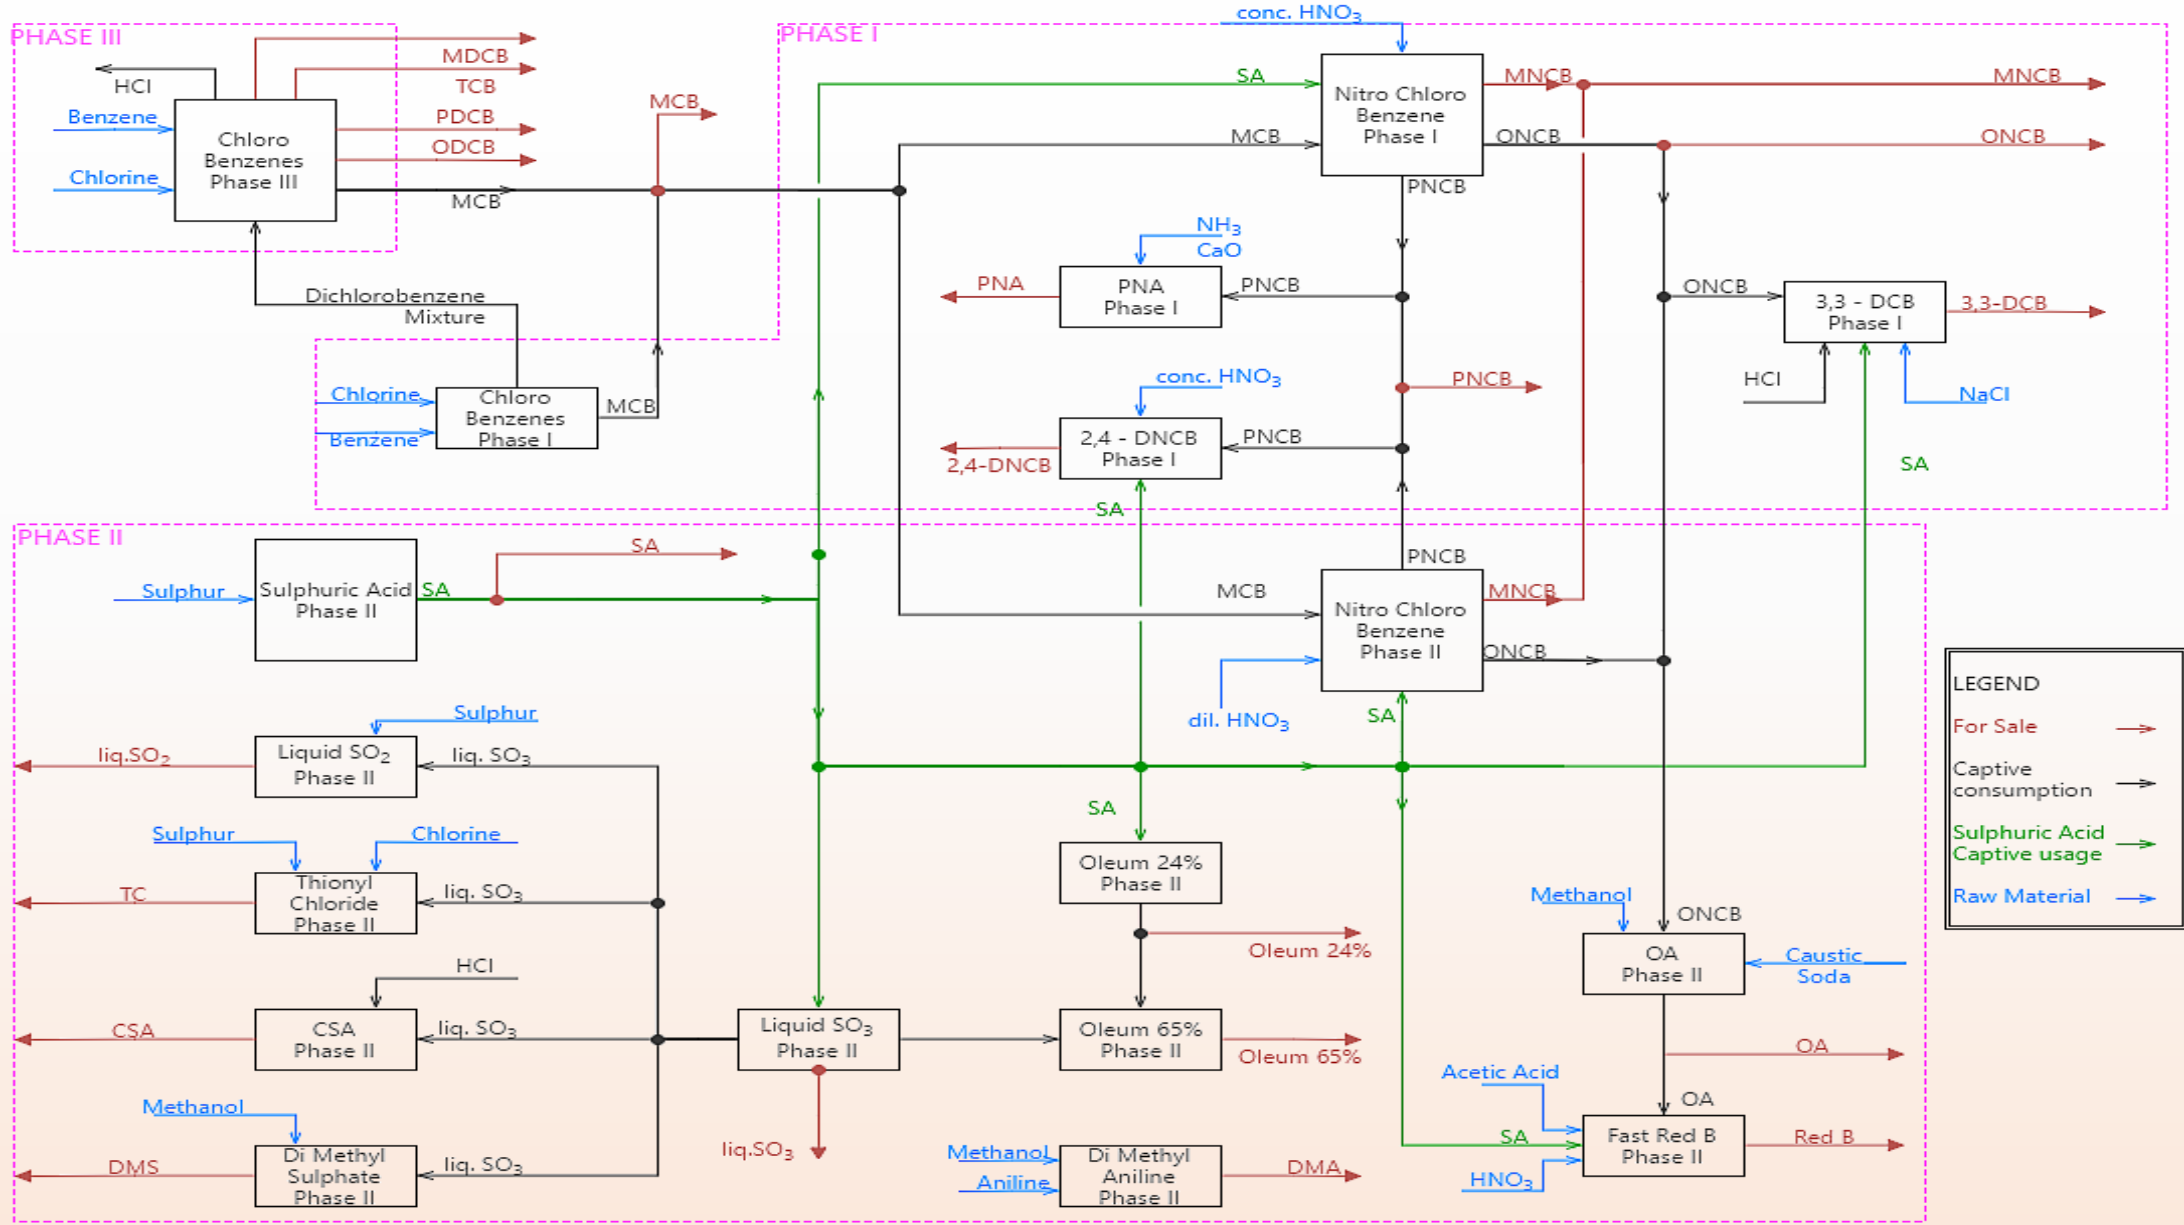 PHASE III
MDCB
TCB
HCl
Benzene
PDCB
ODCB
Chlorine
Chloro
Benzenes
Phase III
MCB
MCB
Dichlorobenzene
Mixture
Chlorine
Benzene
Chloro
Benzenes
Phase I
MCB
PHASE I
conc. HNO₃
SA
MCB
Nitro Chloro
Benzene
Phase I
MNCB
MNCB
ONCB
ONCB
PNCB
NH₃
CaO
PNA
PNA
Phase I
PNCB
ONCB
3,3 - DCB
Phase I
3,3-DCB
HCl
NaCl
SA
conc. HNO₃
PNCB
2,4 - DNCB
Phase I
2,4-DNCB
PNCB
SA
PHASE II
Sulphur
Sulphuric Acid
Phase II
SA
SA
PNCB
MCB
Nitro Chloro
Benzene
Phase II
MNCB
ONCB
dil. HNO₃
SA
Sulphur
liq.SO₂
Liquid SO₂
Phase II
liq. SO₃
Sulphur
Chlorine
TC
Thionyl
Chloride
Phase II
liq. SO₃
HCl
CSA
CSA
Phase II
liq. SO₃
Methanol
DMS
Di Methyl
Sulphate
Phase II
liq. SO₃
Liquid SO₃
Phase II
liq.SO₃
SA
Oleum 24%
Phase II
Oleum 24%
Oleum 65%
Phase II
Oleum 65%
Methanol
Aniline
Di Methyl
Aniline
Phase II
DMA
Methanol
ONCB
OA
Phase II
Caustic
Soda
OA
OA
Acetic Acid
SA
HNO₃
Fast Red B
Phase II
Red B
LEGEND
For Sale
Captive
consumption
Sulphuric Acid
Captive usage
Raw Material